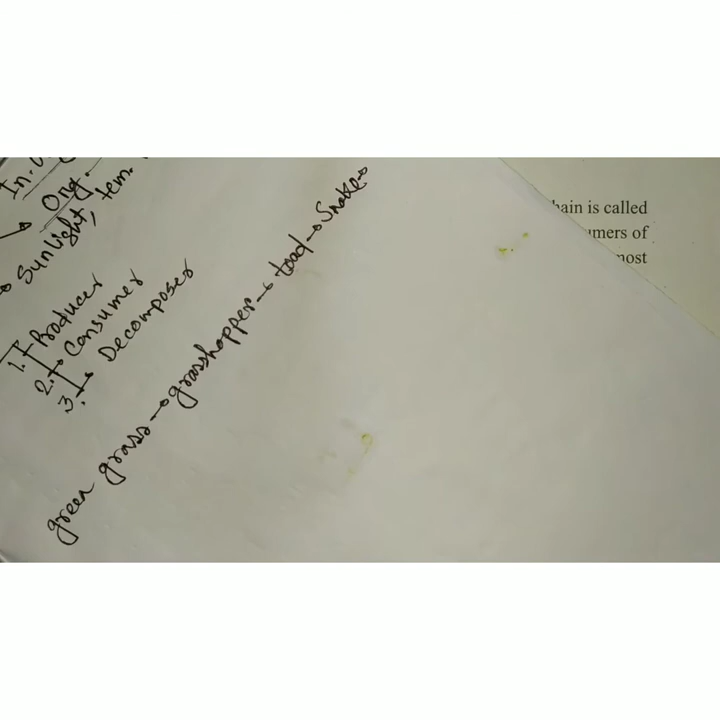 In.
Org.
Sunlight, tem.
1. Producer
2. Consumer
3. Decomposer
green grass→grasshopper→toad→Snake→
hain is called
umers of
most